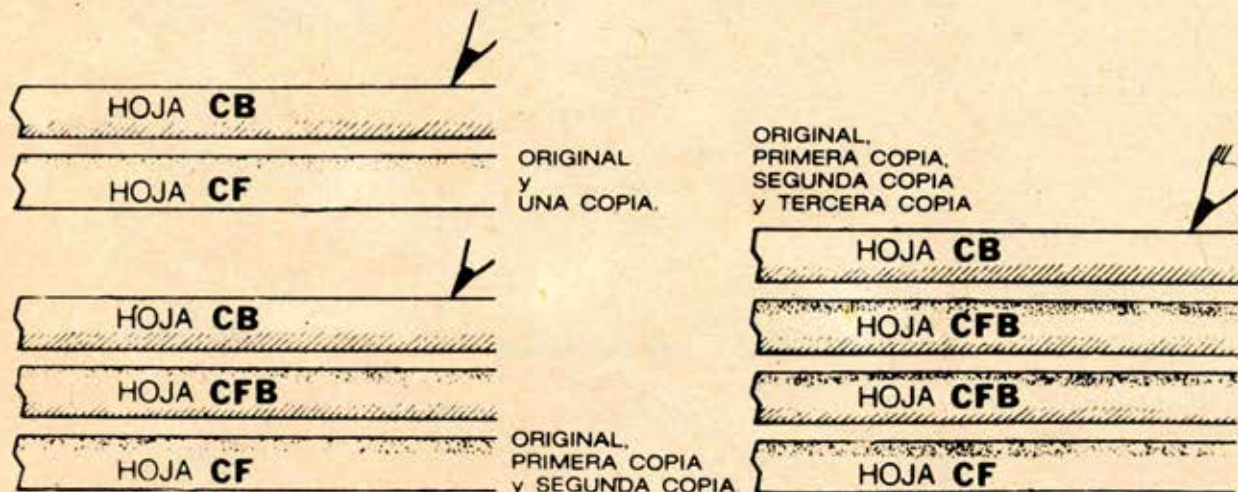 HOJA CB
HOJA CF
ORIGINAL
y
UNA COPIA.
HOJA CB
HOJA CFB
HOJA CF
ORIGINAL,
PRIMERA COPIA
y SEGUNDA COPIA.
ORIGINAL,
PRIMERA COPIA,
SEGUNDA COPIA
y TERCERA COPIA
HOJA CB
HOJA CFB
HOJA CFB
HOJA CF